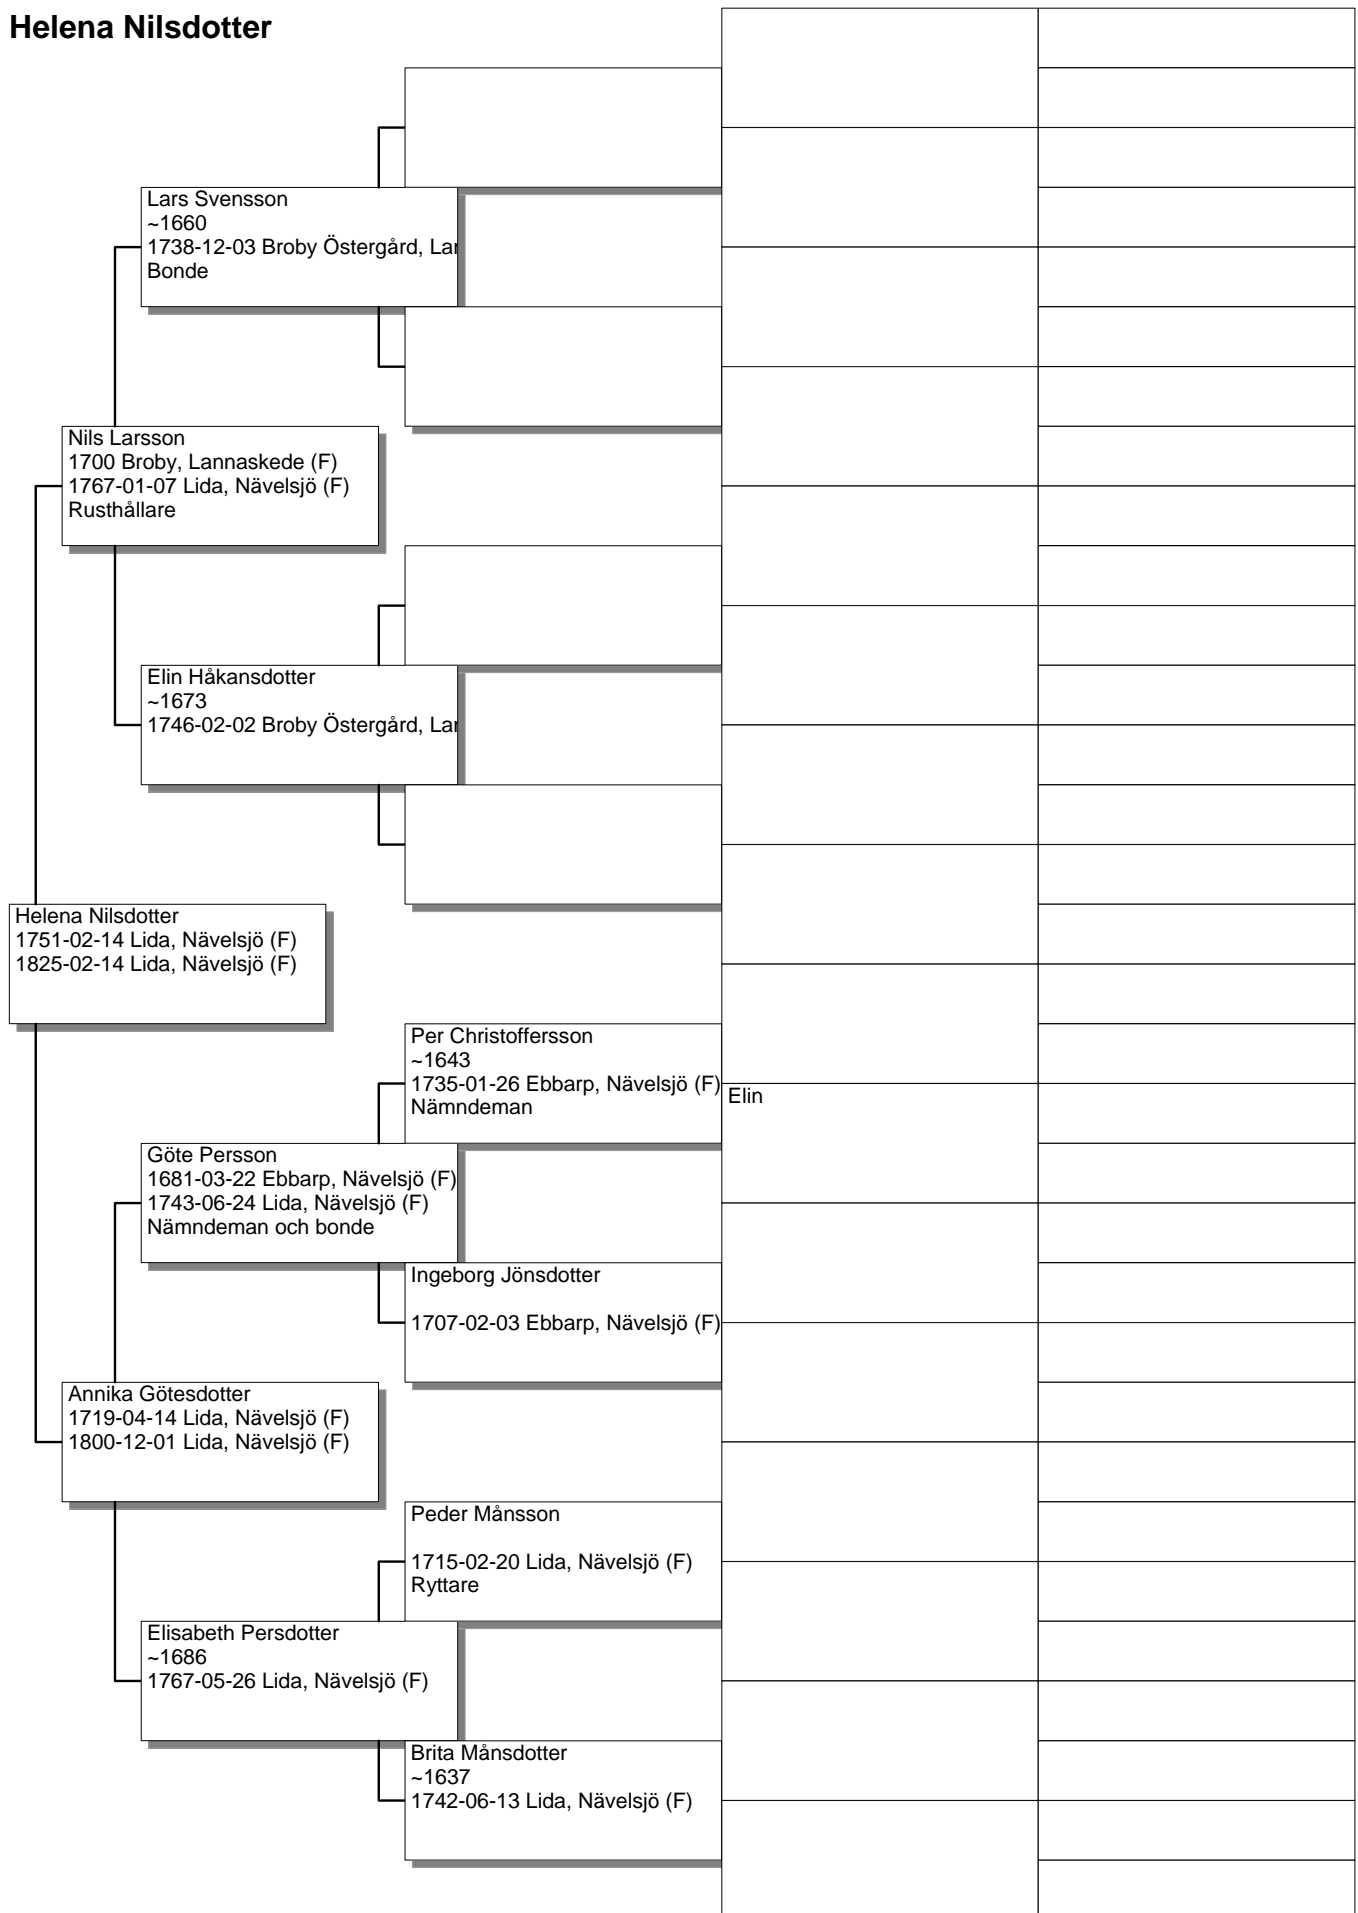 Helena Nilsdotter
Lars Svensson
~1660
1738-12-03 Broby Östergård, Lan
Bonde
Nils Larsson
1700 Broby, Lannaskede (F)
1767-01-07 Lida, Nävelsjö (F)
Rusthållare
Elin Håkansdotter
~1673
1746-02-02 Broby Östergård, Lan
Helena Nilsdotter
1751-02-14 Lida, Nävelsjö (F)
1825-02-14 Lida, Nävelsjö (F)
Per Christoffersson
~1643
1735-01-26 Ebbarp, Nävelsjö (F)
Nämndeman
Elin
Göte Persson
1681-03-22 Ebbarp, Nävelsjö (F)
1743-06-24 Lida, Nävelsjö (F)
Nämndeman och bonde
Ingeborg Jönsdotter
1707-02-03 Ebbarp, Nävelsjö (F)
Annika Götesdotter
1719-04-14 Lida, Nävelsjö (F)
1800-12-01 Lida, Nävelsjö (F)
Peder Månsson
1715-02-20 Lida, Nävelsjö (F)
Ryttare
Elisabeth Persdotter
~1686
1767-05-26 Lida, Nävelsjö (F)
Brita Månsdotter
~1637
1742-06-13 Lida, Nävelsjö (F)